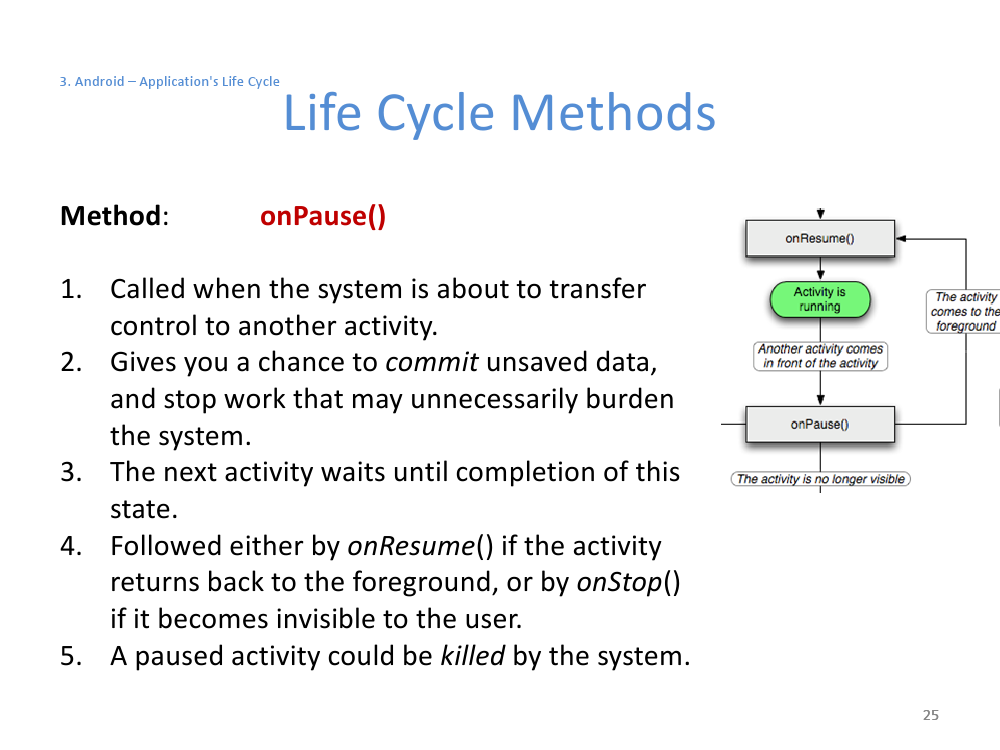 3. Android – Application's Life Cycle
Life Cycle Methods
Method: onPause()
1. Called when the system is about to transfer
control to another activity.
2. Gives you a chance to commit unsaved data,
and stop work that may unnecessarily burden
the system.
3. The next activity waits until completion of this
state.
4. Followed either by onResume() if the activity
returns back to the foreground, or by onStop()
if it becomes invisible to the user.
5. A paused activity could be killed by the system.
onResume()
Activity is
running
The activity
comes to the
foreground
Another activity comes
in front of the activity
onPause()
The activity is no longer visible
25